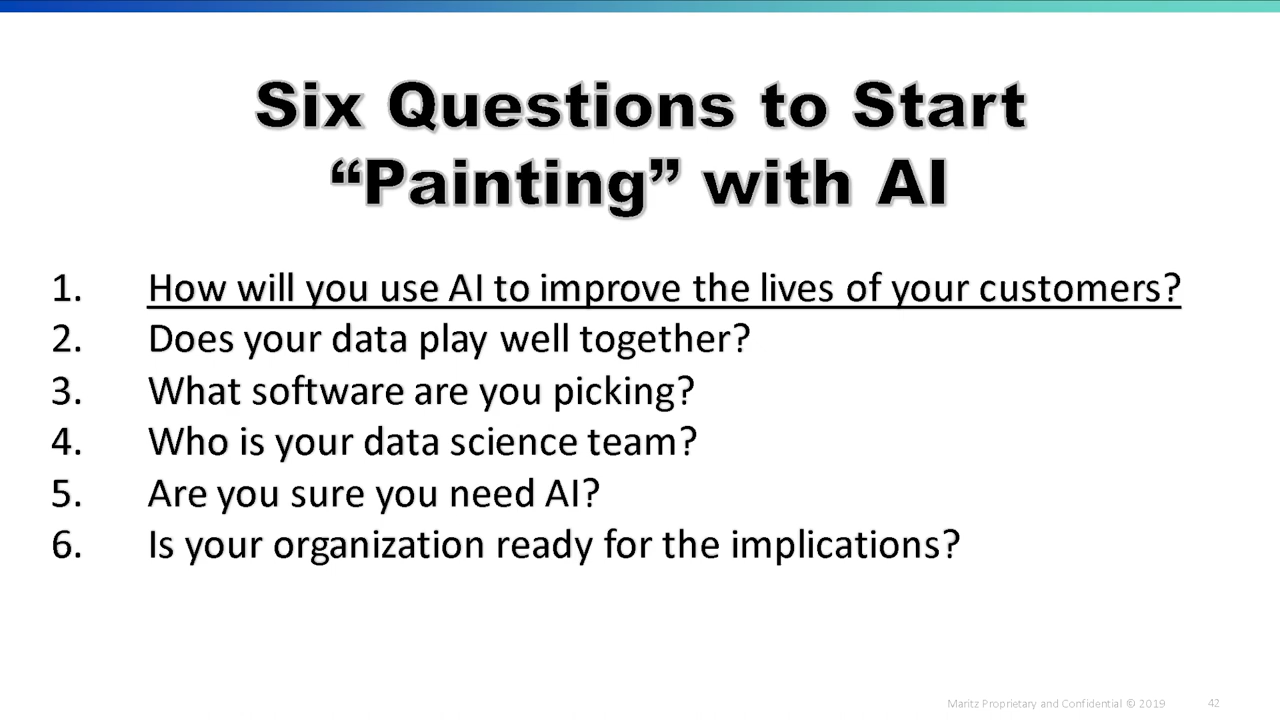 Six Questions to Start
“Painting” with AI
1. How will you use AI to improve the lives of your customers?
2. Does your data play well together?
3. What software are you picking?
4. Who is your data science team?
5. Are you sure you need AI?
6. Is your organization ready for the implications?
Maritz Proprietary and Confidential © 2019 42